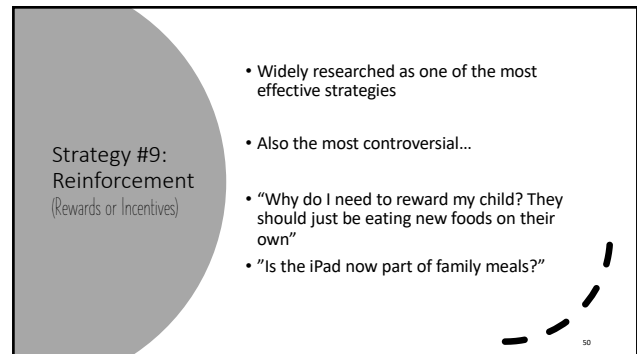 Strategy #9:
Reinforcement
(Rewards or Incentives)
• Widely researched as one of the most
effective strategies
• Also the most controversial...
• “Why do I need to reward my child? They
should just be eating new foods on their
own”
• ”Is the iPad now part of family meals?”
50